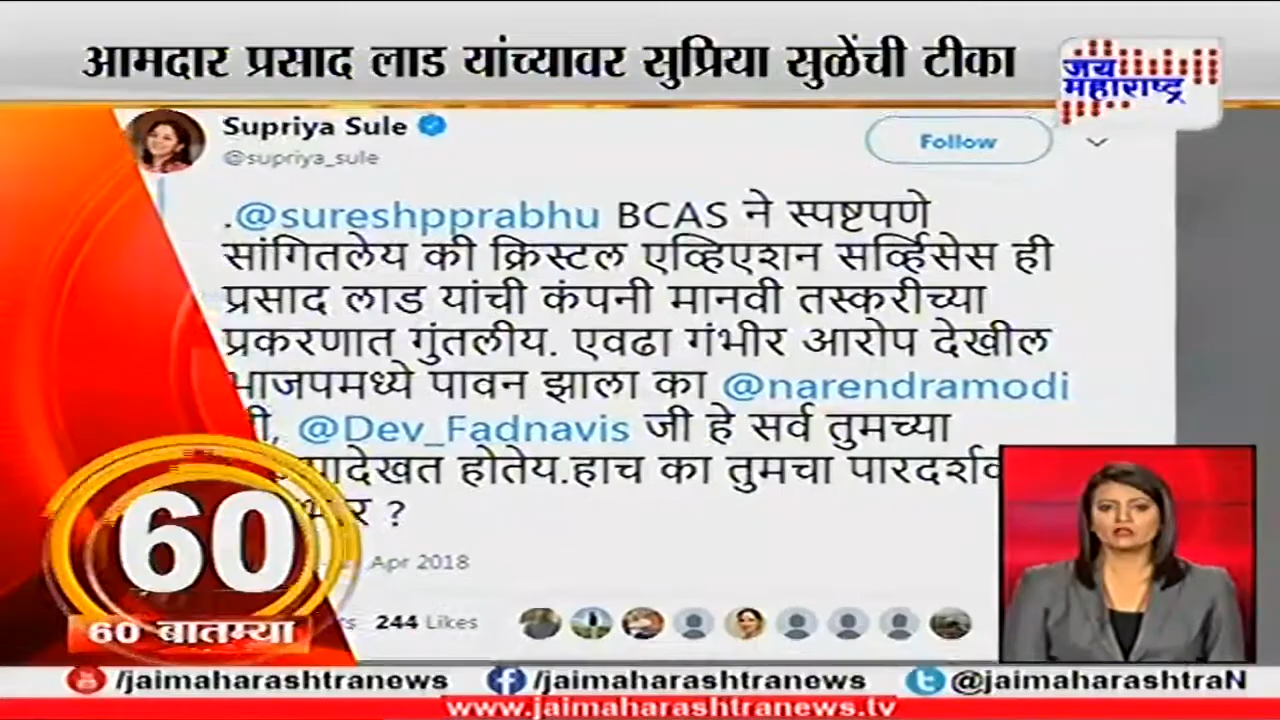 आमदार प्रसाद लाड यांच्यावर सुप्रिया सुळेंची टीका
जय
महाराष्ट्र
Supriya Sule
@supriya_sule
Follow
.@sureshpprabhu BCAS ने स्पष्टपणे
सांगितलेय की क्रिस्टल एव्हिएशन सर्व्हिसेस ही
प्रसाद लाड यांची कंपनी मानवी तस्करीच्या
प्रकरणात गुंतलीय. एवढा गंभीर आरोप देखील
भाजपमध्ये पावन झाला का @narendramodi
@Dev_Fadnavis जी हे सर्व तुमच्या
होतेय.हाच का तुमचा
?
Apr 2018
244 Likes
60
60 बातम्या
/jaimaharashtranews
/jaimaharashtranews
@jaimaharashtraN
www.jaimaharashtranews.tv